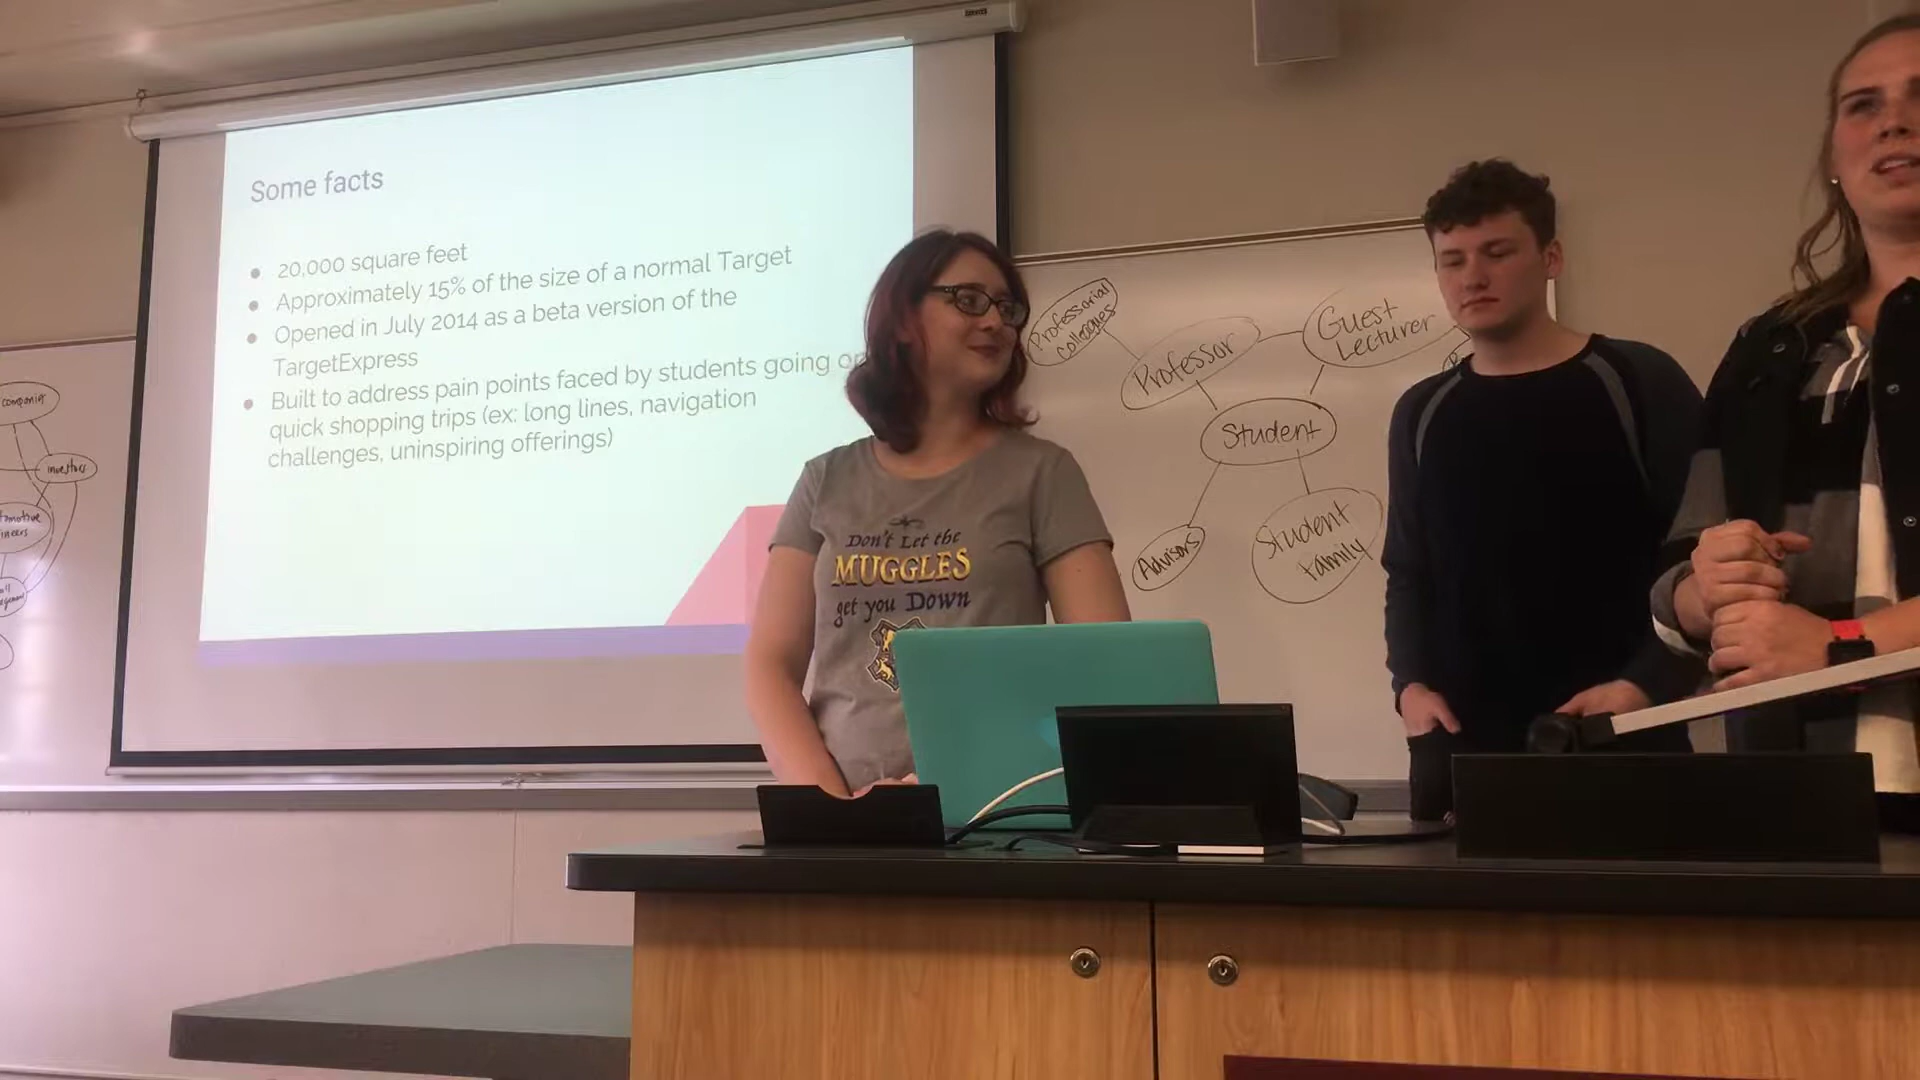 Some facts
20,000 square feet
Approximately 15% of the size of a normal Target
Opened in July 2014 as a beta version of the
TargetExpress
Built to address pain points faced by students going
quick shopping trips (ex: long lines, navigation
challenges, uninspiring offerings)
Don't Let the
MUGGLES
get you Down
Professorial
Colleagues
Professor
Guest
Lecturer
Student
Advisors
Student
Family
investors